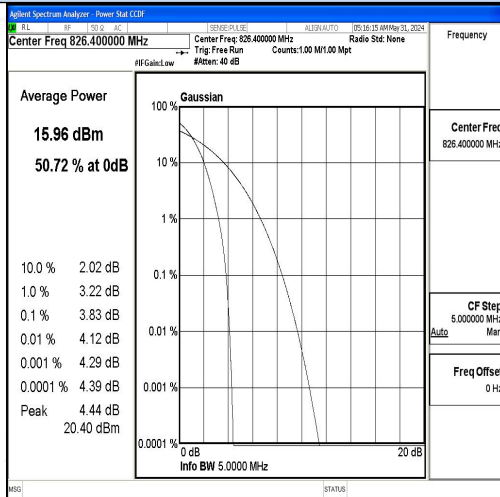 Agilent Spectrum Analyzer - Power Stat CCDF
RL RF 50 Ω AC SENSE:PULSE ALIGN AUTO 05:16:15 AM May 31, 2024
Center Freq 826.400000 MHz
Center Freq: 826.400000 MHz Radio Std: None
Trig: Free Run Counts:1.00 M/1.00 Mpt
#IFGain:Low #Atten: 40 dB
Frequency
Average Power
15.96 dBm
50.72 % at 0dB
10.0 % 2.02 dB
1.0 % 3.22 dB
0.1 % 3.83 dB
0.01 % 4.12 dB
0.001 % 4.29 dB
0.0001 % 4.39 dB
Peak 4.44 dB
20.40 dBm
Gaussian
100 %
10 %
1 %
0.1 %
0.01 %
0.001 %
0.0001 %
0 dB 20 dB
Info BW 5.0000 MHz
Center Freq
826.400000 MHz
CF Step
5.000000 MHz
Auto Man
Freq Offset
0 Hz
MSG STATUS